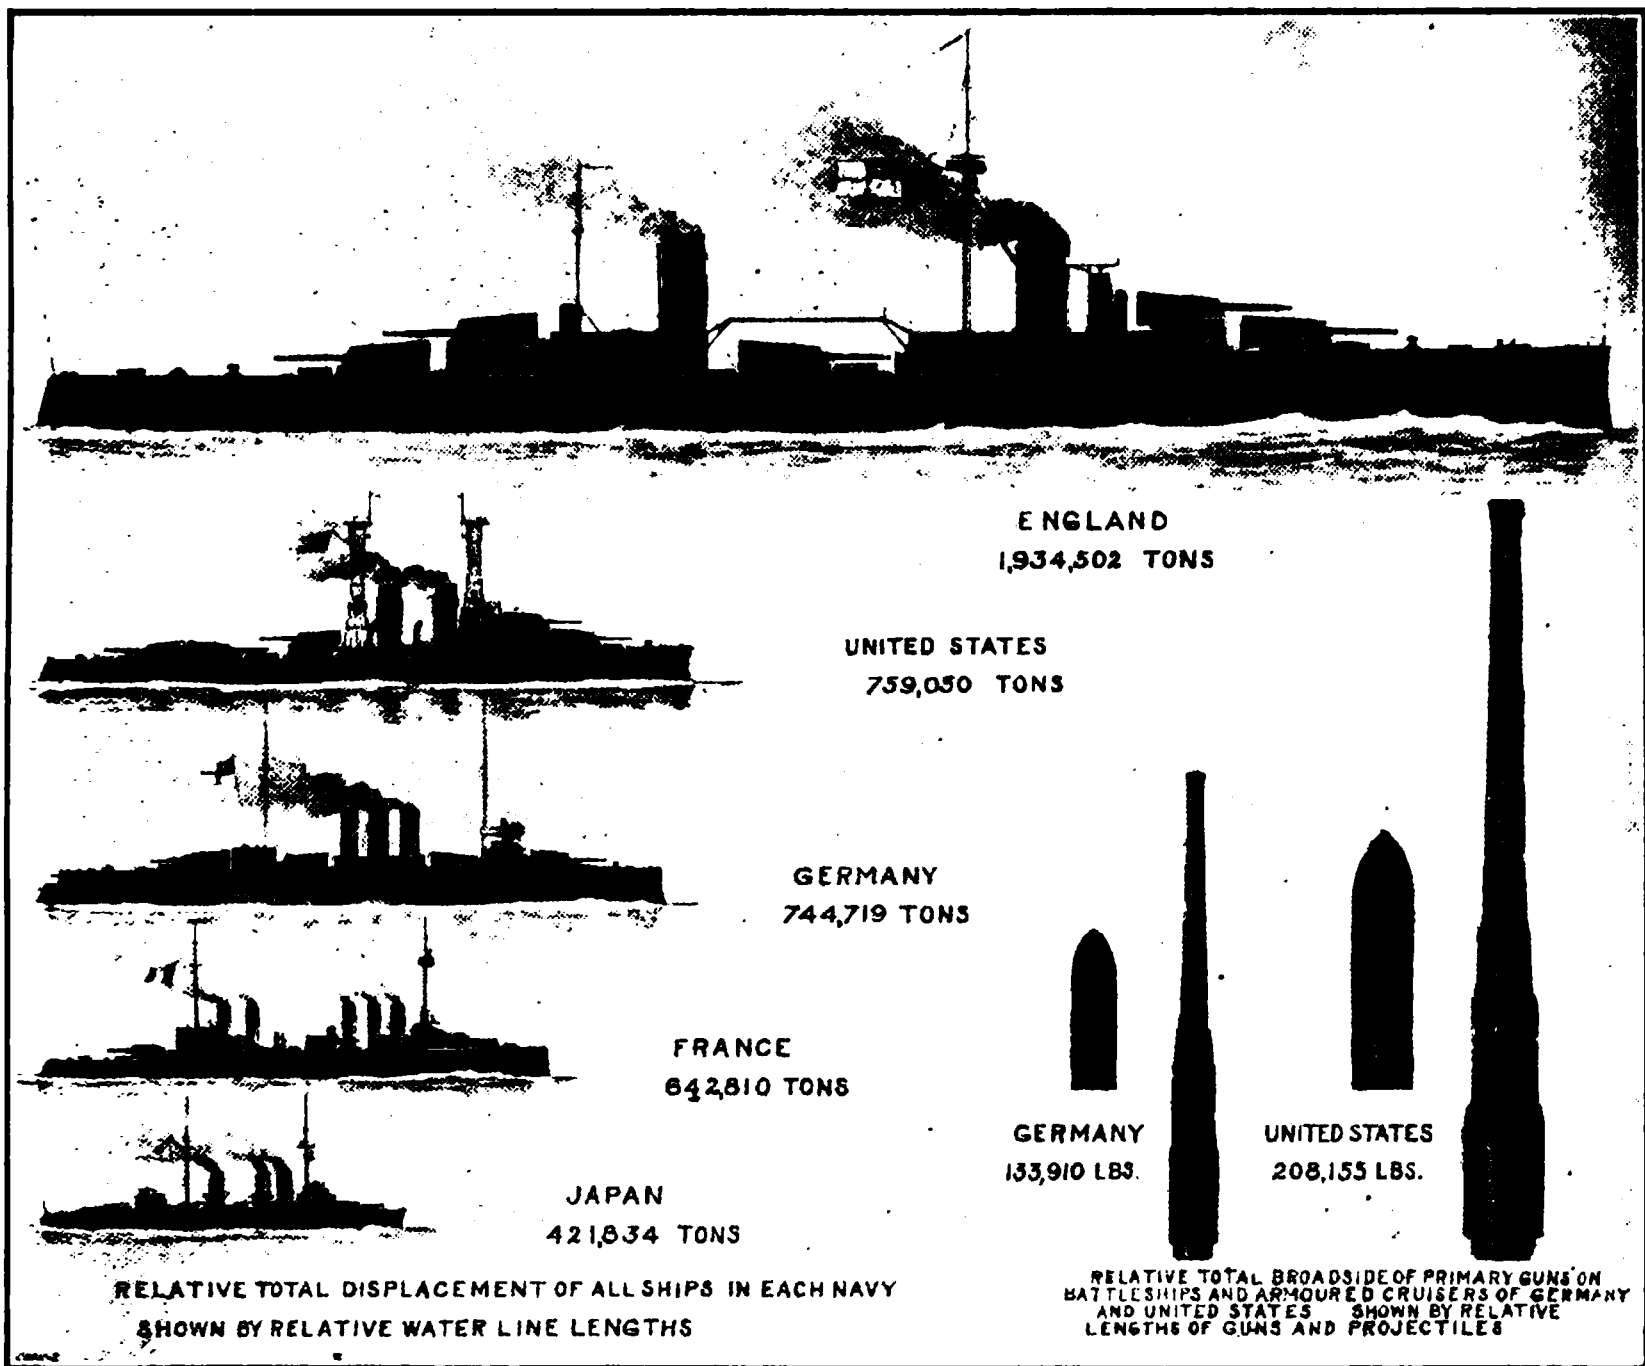 ENGLAND
1,934,502 TONS
UNITED STATES
759,050 TONS
GERMANY
744,719 TONS
FRANCE
642,810 TONS
JAPAN
421,834 TONS
RELATIVE TOTAL DISPLACEMENT OF ALL SHIPS IN EACH NAVY
SHOWN BY RELATIVE WATER LINE LENGTHS
GERMANY
133,910 LBS.
UNITED STATES
208,155 LBS.
RELATIVE TOTAL BROADSIDE OF PRIMARY GUNS ON
BATTLESHIPS AND ARMOURED CRUISERS OF GERMANY
AND UNITED STATES SHOWN BY RELATIVE
LENGTHS OF GUNS AND PROJECTILES